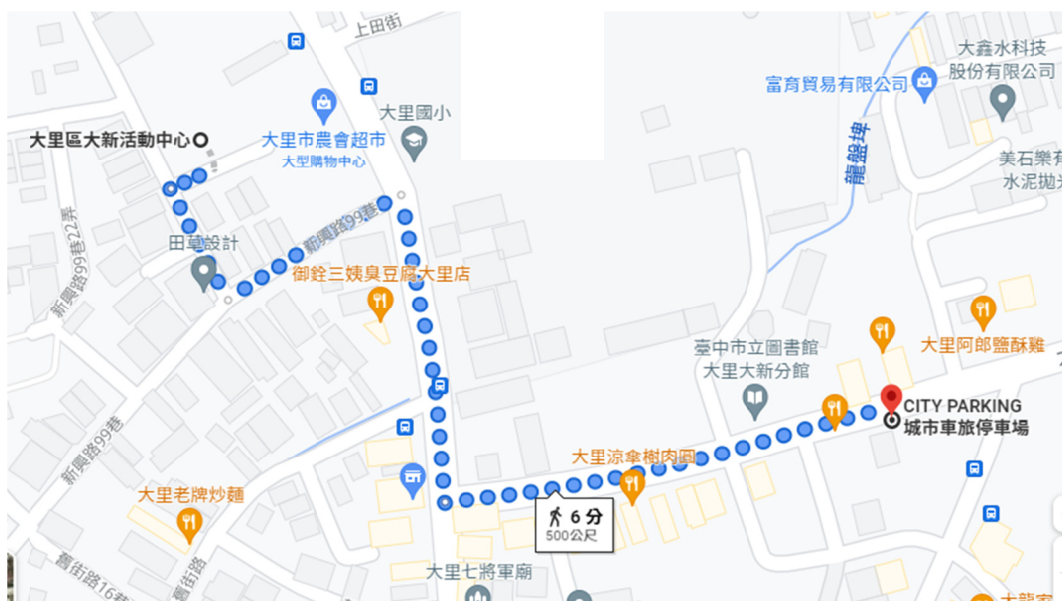 上田街
大鑫水科技
股份有限公司
富育貿易有限公司
大里國小
大里區大新活動中心
大里市農會超市
大型購物中心
龍盤埤
美石樂有
水泥拋光
新興路99巷22弄
田草設計
新興路99巷
御銓三姨臭豆腐大里店
臺中市立圖書館
大里大新分館
大里阿郎鹽酥雞
CITY PARKING
城市車旅停車場
新興路99巷
大里涼傘樹肉圓
大里老牌炒麵
6 分
500公尺
舊街路16巷
舊街路
大里七將軍廟